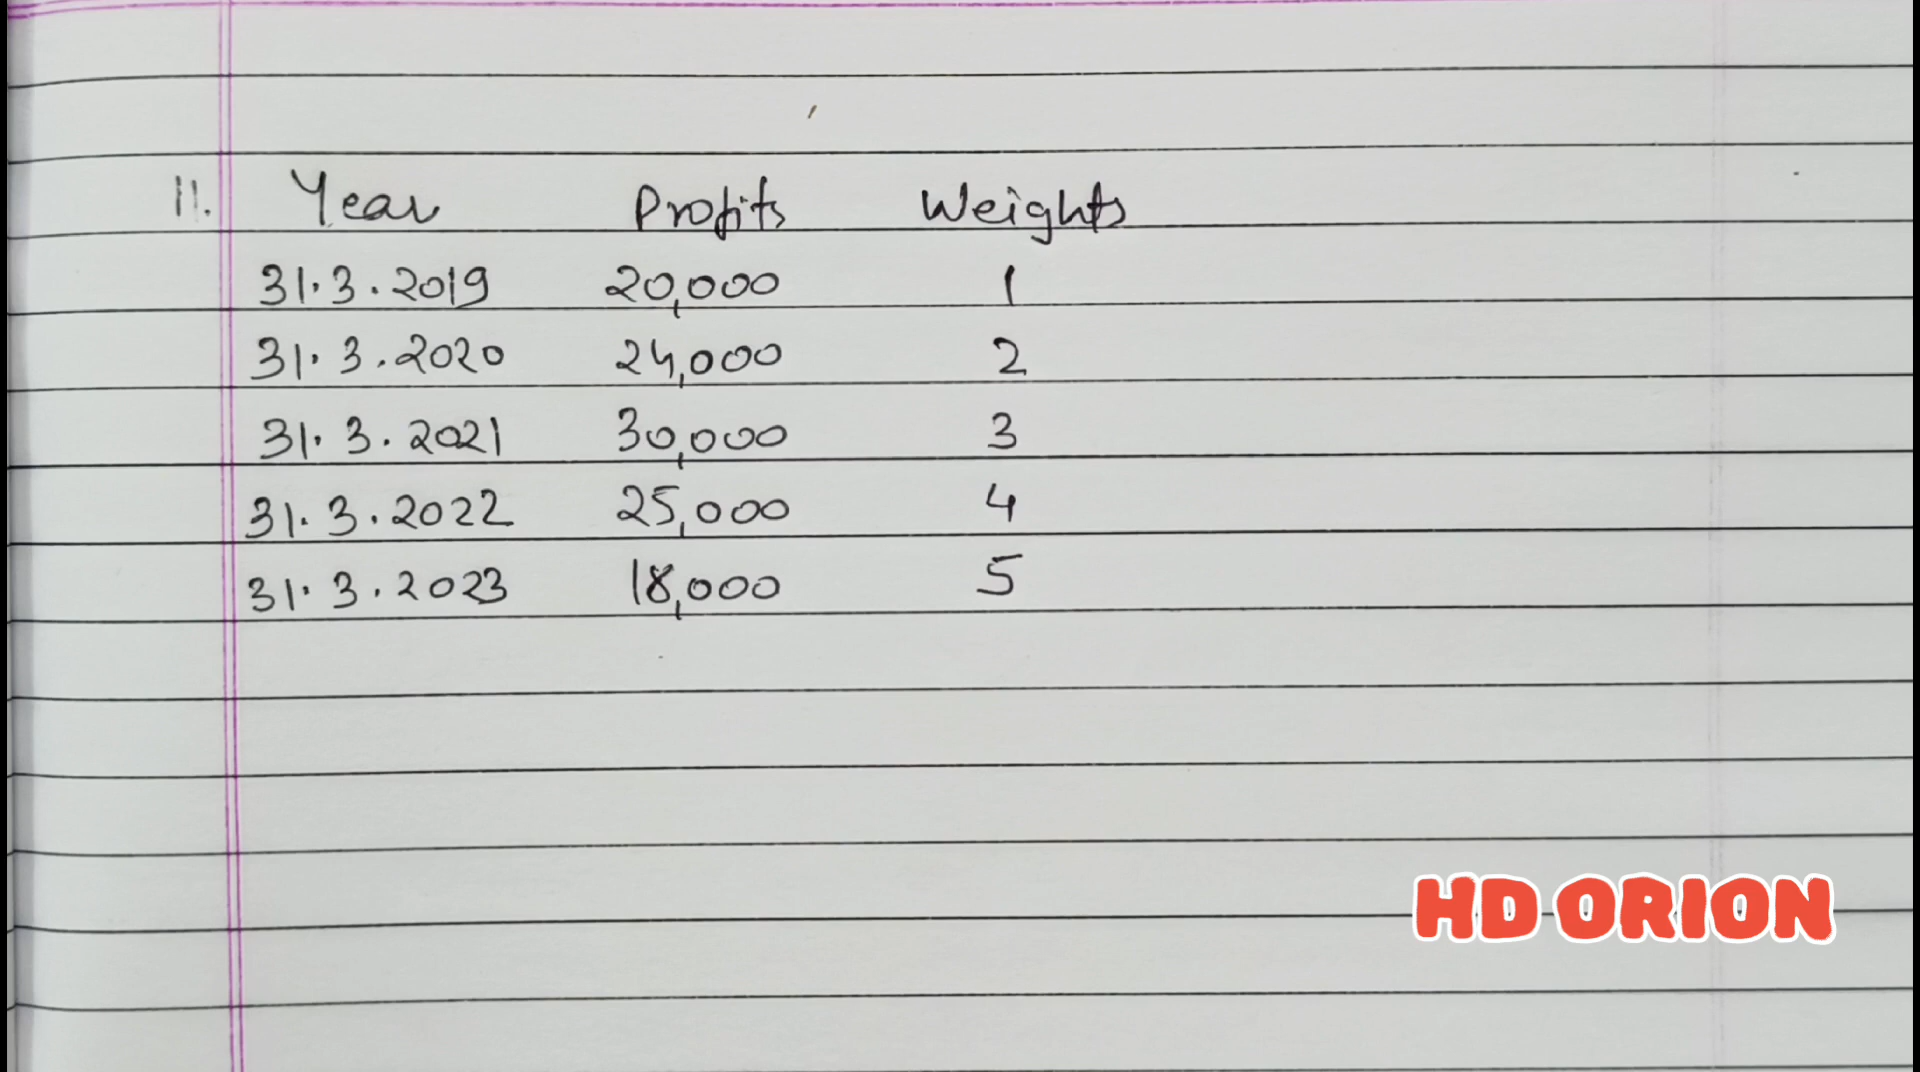 11. Year Profits Weights
31.3.2019 20,000 1
31.3.2020 24,000 2
31.3.2021 30,000 3
31.3.2022 25,000 4
31.3.2023 18,000 5
HD ORION